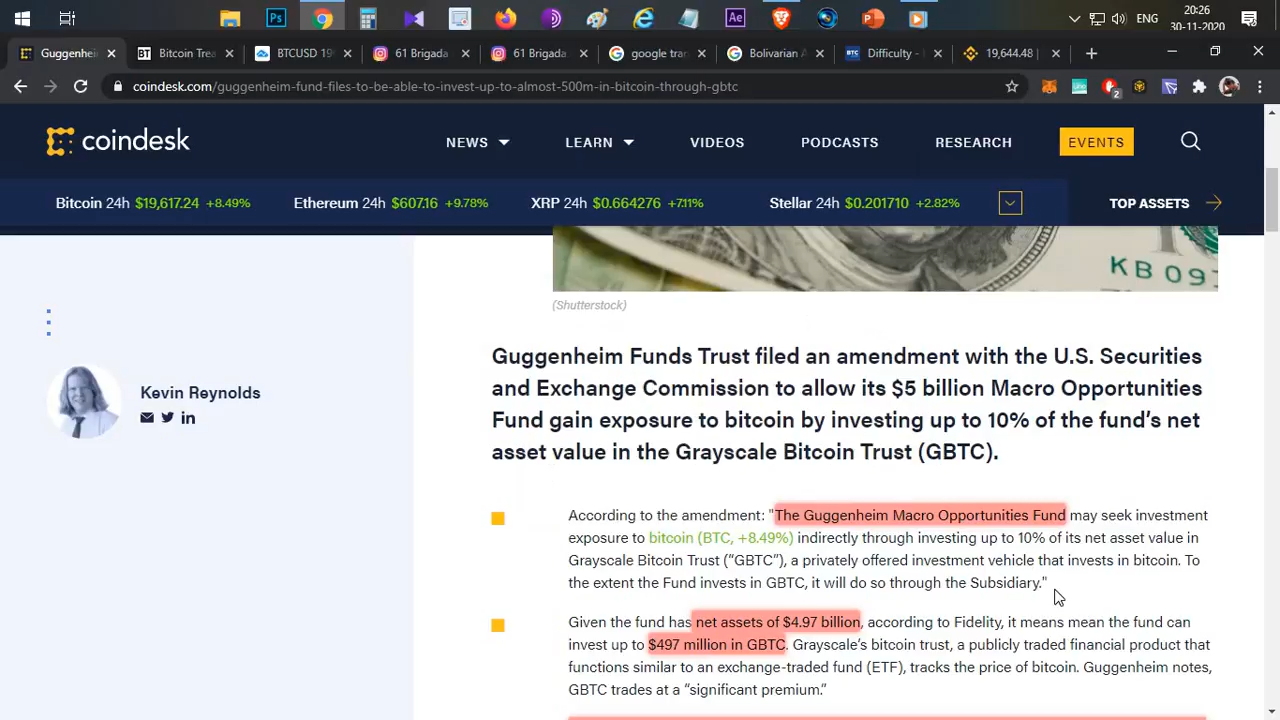 20:26
ENG
30-11-2020
Guggenhei
Bitcoin Trea
BTCUSD 19
61 Brigada
61 Brigada
google tran
Bolivarian A
Difficulty -
19,644.48
coindesk.com/guggenheim-fund-files-to-be-able-to-invest-up-to-almost-500m-in-bitcoin-through-gbtc
2
coindesk
NEWS LEARN VIDEOS PODCASTS RESEARCH EVENTS
Bitcoin 24h $19,617.24 +8.49% Ethereum 24h $607.16 +9.78% XRP 24h $0.664276 +7.11% Stellar 24h $0.201710 +2.82% TOP ASSETS
KB 097
(Shutterstock)
Guggenheim Funds Trust filed an amendment with the U.S. Securities
and Exchange Commission to allow its $5 billion Macro Opportunities
Fund gain exposure to bitcoin by investing up to 10% of the fund's net
asset value in the Grayscale Bitcoin Trust (GBTC).
Kevin Reynolds
According to the amendment: "The Guggenheim Macro Opportunities Fund may seek investment
exposure to bitcoin (BTC, +8.49%) indirectly through investing up to 10% of its net asset value in
Grayscale Bitcoin Trust ("GBTC"), a privately offered investment vehicle that invests in bitcoin. To
the extent the Fund invests in GBTC, it will do so through the Subsidiary."
Given the fund has net assets of $4.97 billion, according to Fidelity, it means mean the fund can
invest up to $497 million in GBTC. Grayscale's bitcoin trust, a publicly traded financial product that
functions similar to an exchange-traded fund (ETF), tracks the price of bitcoin. Guggenheim notes,
GBTC trades at a "significant premium."